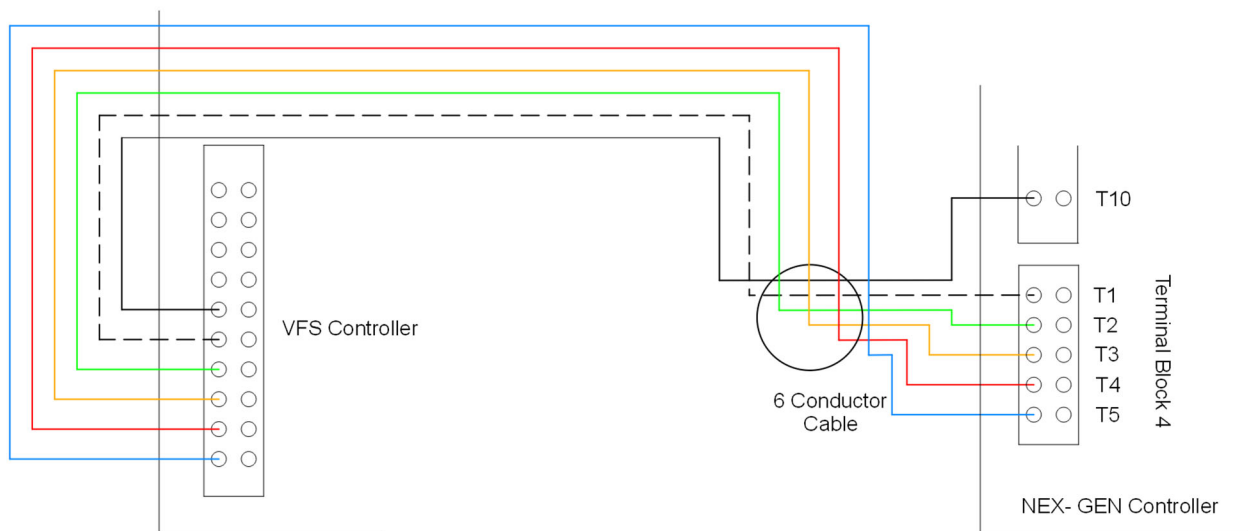 T10
T1
T2
T3
T4
T5
Terminal Block 4
VFS Controller
6 Conductor
Cable
NEX- GEN Controller